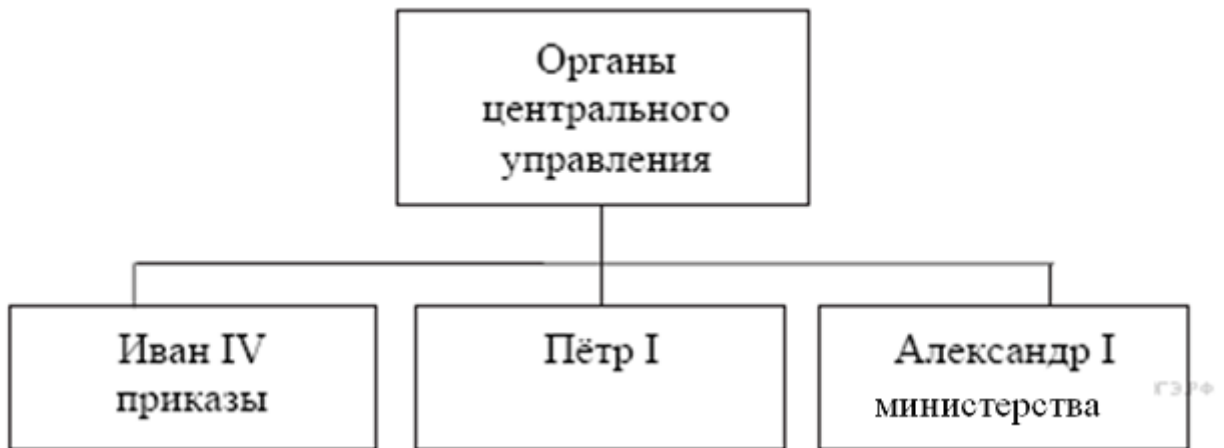 Органы
центрального
управления
Иван IV
приказы
Пётр I
Александр I
министерства